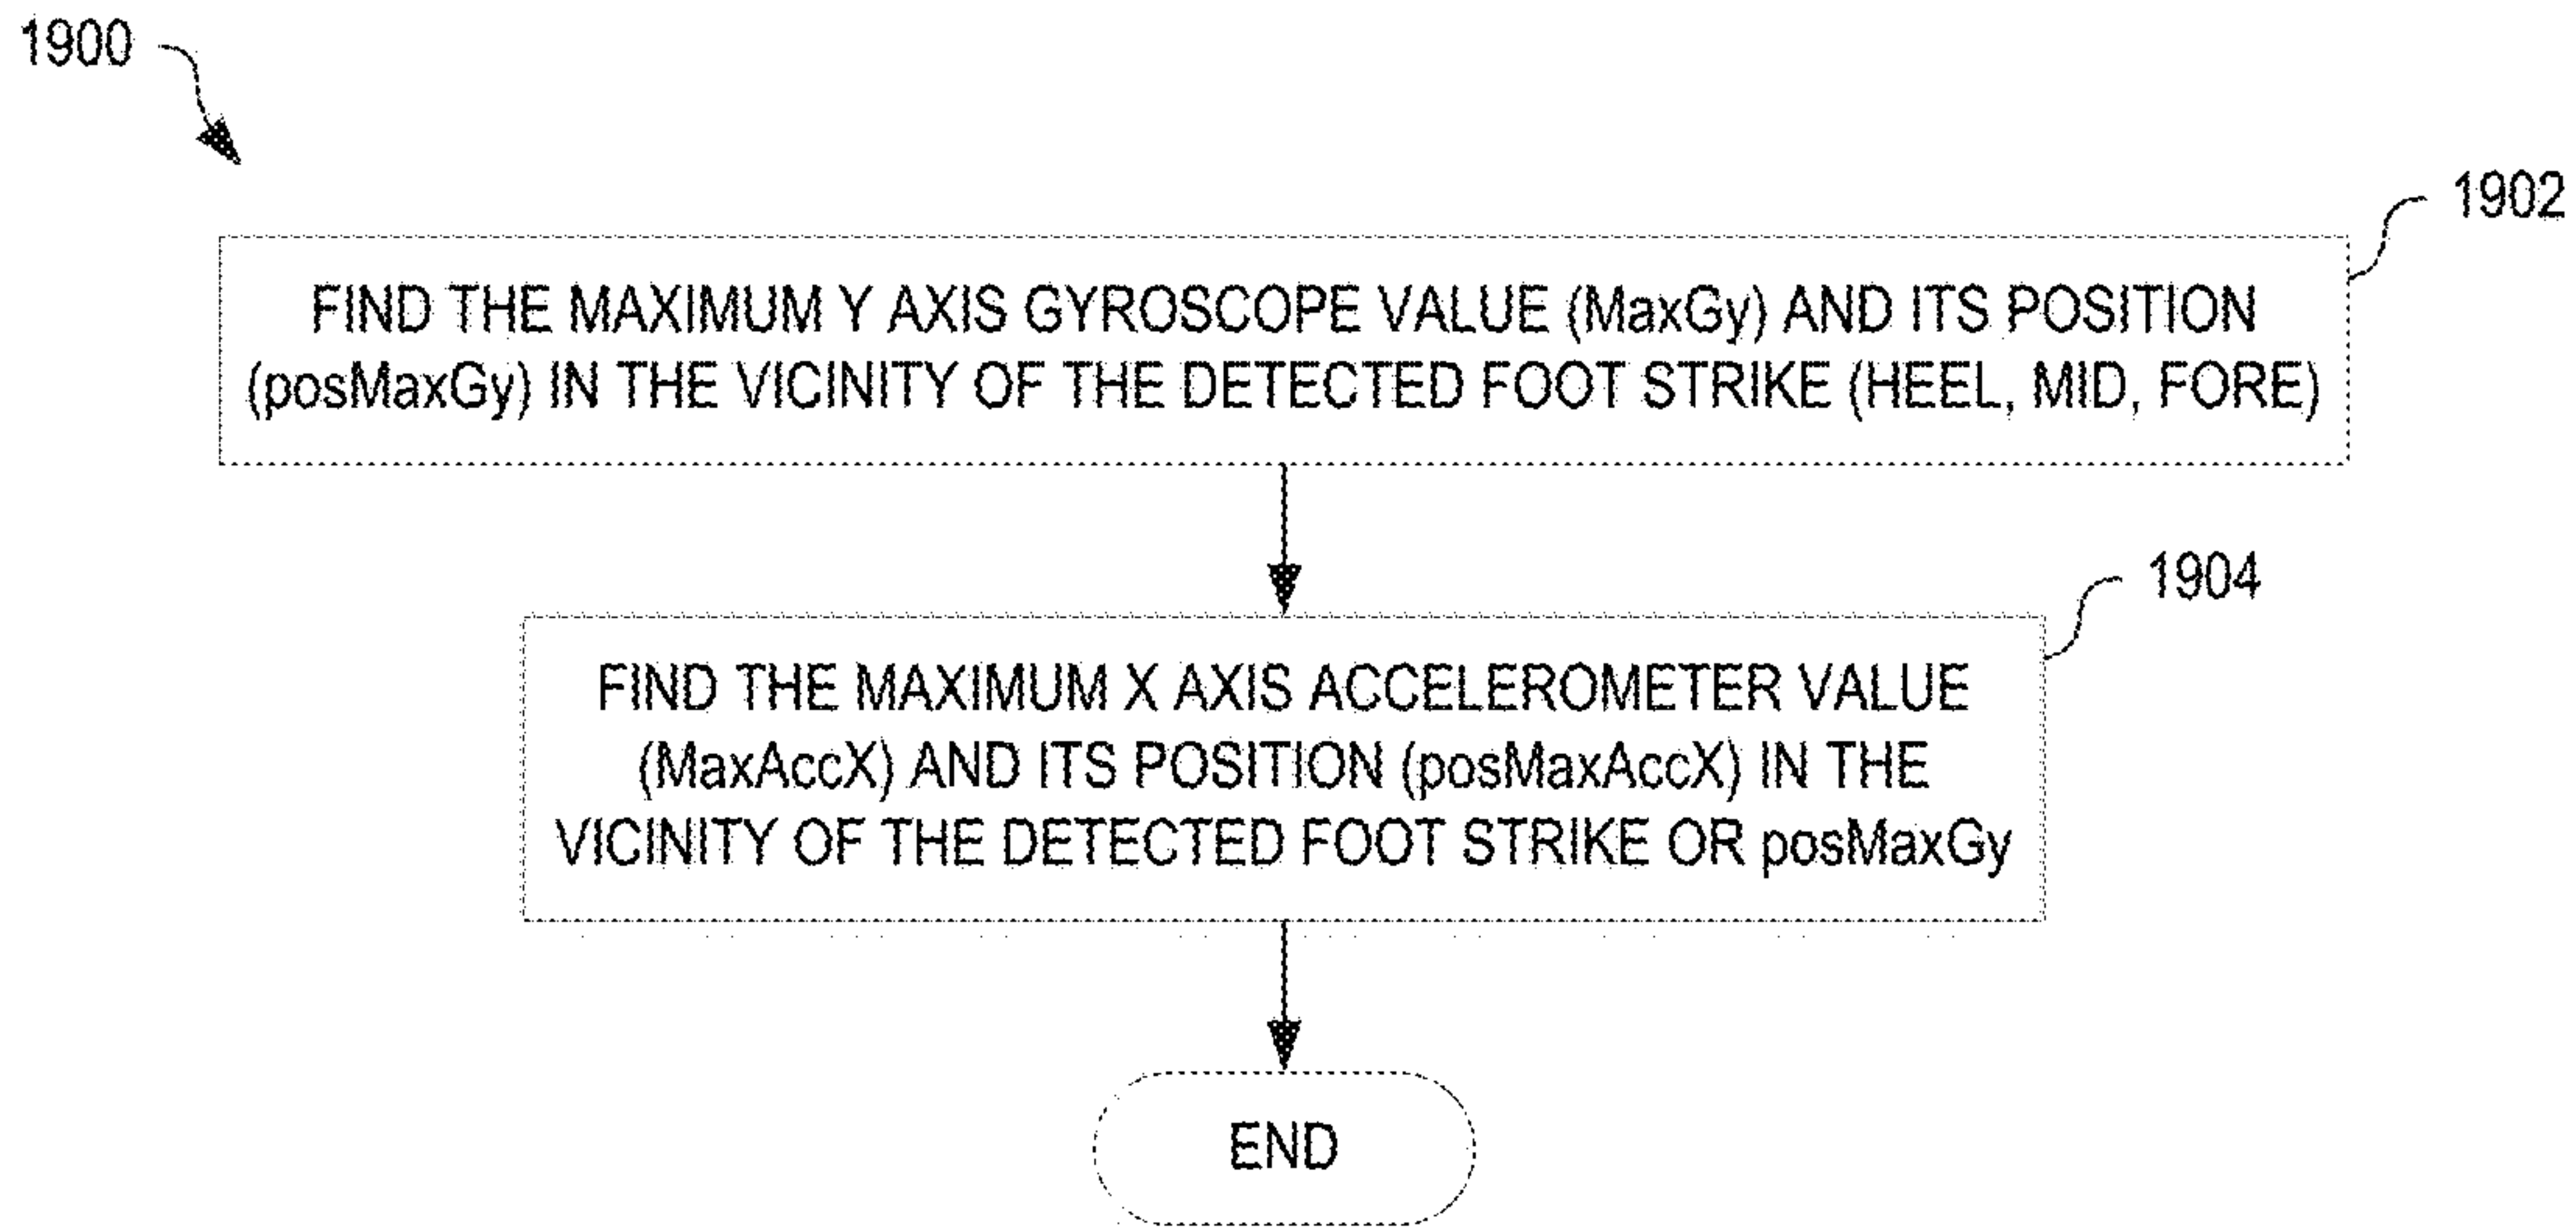 1900
1902
FIND THE MAXIMUM Y AXIS GYROSCOPE VALUE (MaxGy) AND ITS POSITION
(posMaxGy) IN THE VICINITY OF THE DETECTED FOOT STRIKE (HEEL, MID, FORE)
1904
FIND THE MAXIMUM X AXIS ACCELEROMETER VALUE
(MaxAccX) AND ITS POSITION (posMaxAccX) IN THE
VICINITY OF THE DETECTED FOOT STRIKE OR posMaxGy
END